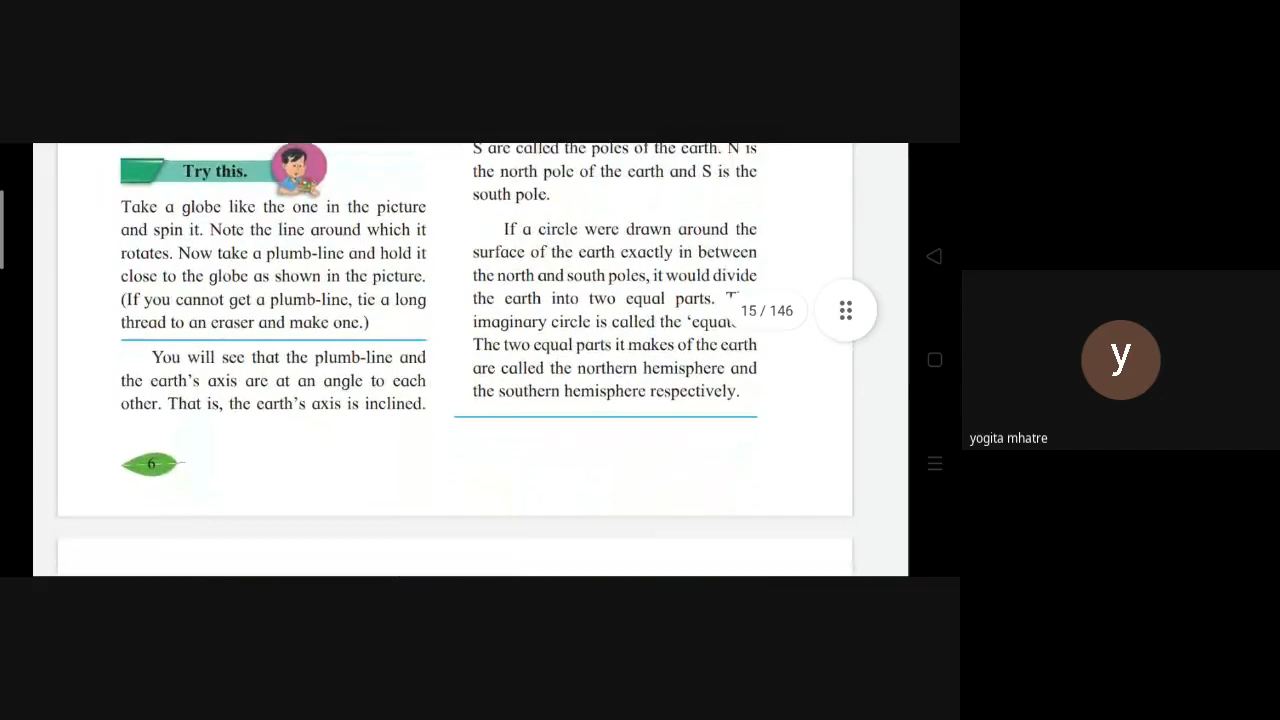 Try this.
Take a globe like the one in the picture
and spin it. Note the line around which it
rotates. Now take a plumb-line and hold it
close to the globe as shown in the picture.
(If you cannot get a plumb-line, tie a long
thread to an eraser and make one.)
You will see that the plumb-line and
the earth's axis are at an angle to each
other. That is, the earth's axis is inclined.
6
S are called the poles of the earth. N is
the north pole of the earth and S is the
south pole.
If a circle were drawn around the
surface of the earth exactly in between
the north and south poles, it would divide
the earth into two equal parts.
imaginary circle is called the
The two equal parts it makes of the earth
are called the northern hemisphere and
the southern hemisphere respectively.
15 / 146
y
yogita mhatre